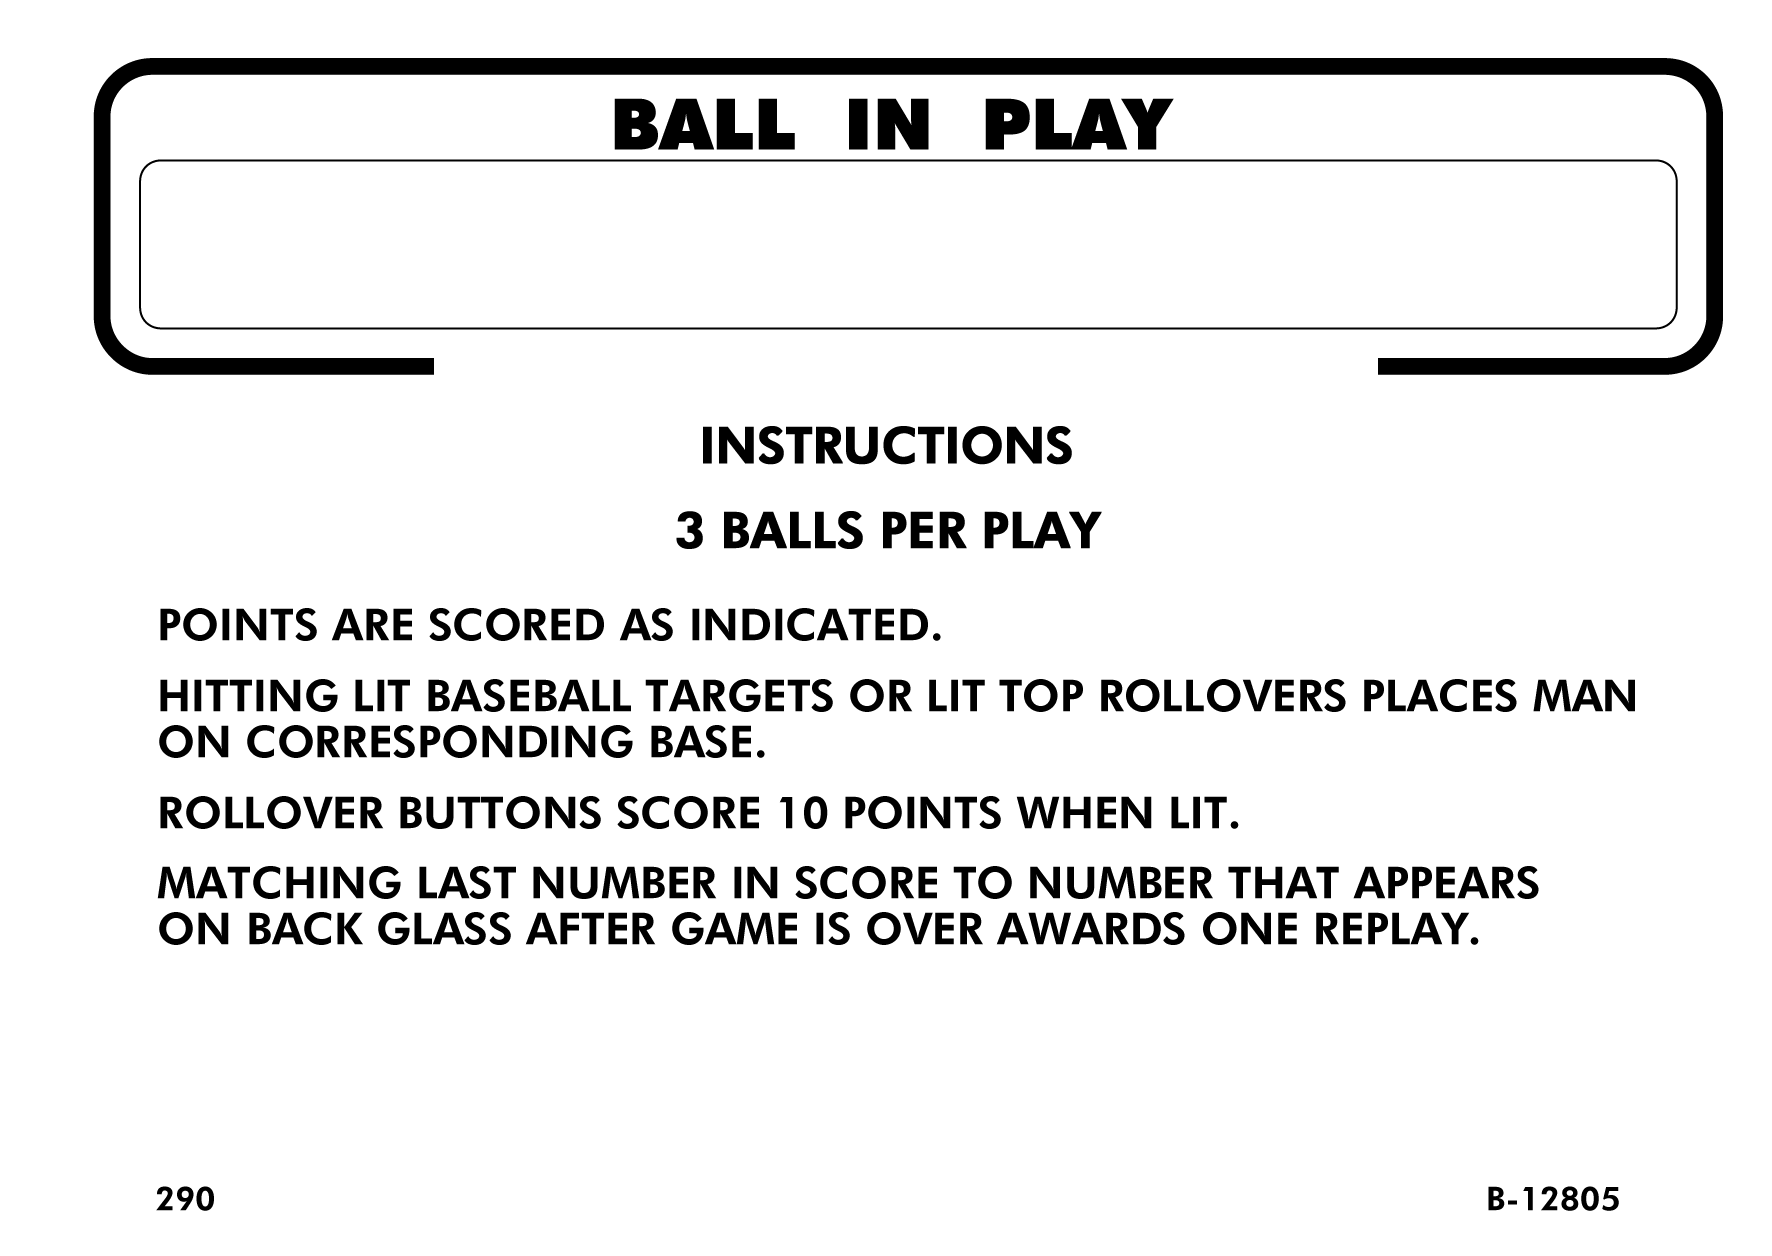 BALL IN PLAY
INSTRUCTIONS
3 BALLS PER PLAY
POINTS ARE SCORED AS INDICATED.
HITTING LIT BASEBALL TARGETS OR LIT TOP ROLLOVERS PLACES MAN
ON CORRESPONDING BASE.
ROLLOVER BUTTONS SCORE 10 POINTS WHEN LIT.
MATCHING LAST NUMBER IN SCORE TO NUMBER THAT APPEARS
ON BACK GLASS AFTER GAME IS OVER AWARDS ONE REPLAY.
290 B-12805